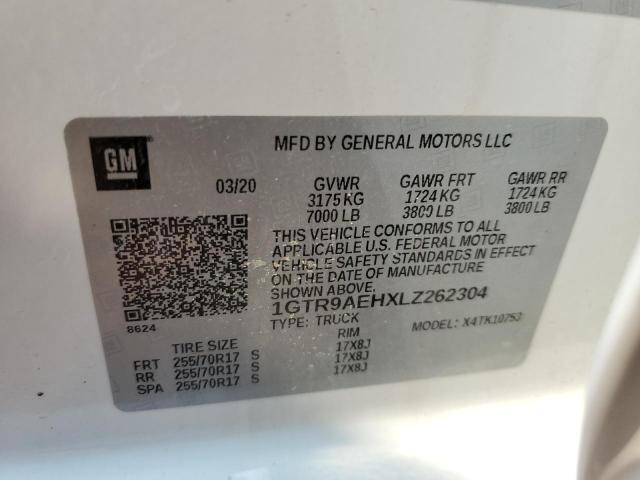 GM
MFD BY GENERAL MOTORS LLC
03/20 GVWR GAWR FRT GAWR RR
3175 KG 1724 KG 1724 KG
7000 LB 3800 LB 3800 LB
THIS VEHICLE CONFORMS TO ALL
APPLICABLE U.S. FEDERAL MOTOR
VEHICLE SAFETY STANDARDS IN EFFECT
ON THE DATE OF MANUFACTURE
SHOWN ABOVE.
1GTR9AEHXLZ262304
8624
TYPE: TRUCK MODEL: X4TK10753
TIRE SIZE RIM
FRT 255/70R17 S 17X8J
RR 255/70R17 S 17X8J
SPA 255/70R17 S 17X8J